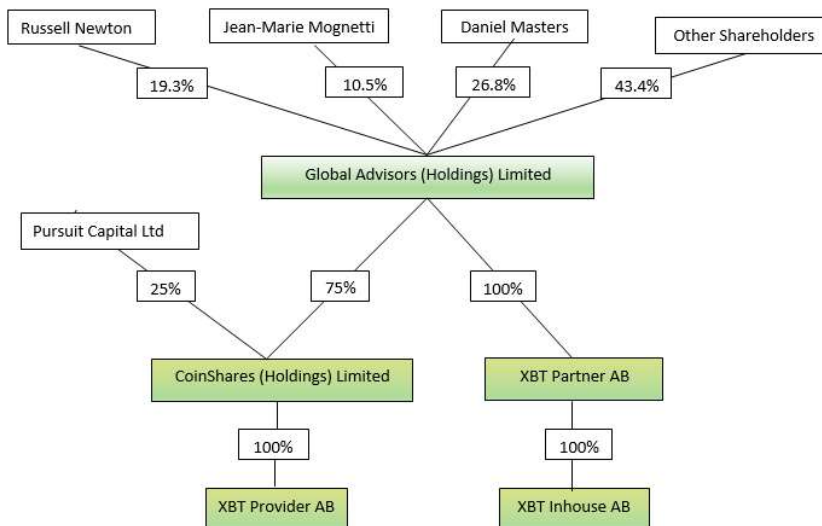 Russell Newton
Jean-Marie Mognetti
Daniel Masters
Other Shareholders
19.3%
10.5%
26.8%
43.4%
Global Advisors (Holdings) Limited
Pursuit Capital Ltd
25%
75%
100%
CoinShares (Holdings) Limited
XBT Partner AB
100%
100%
XBT Provider AB
XBT Inhouse AB